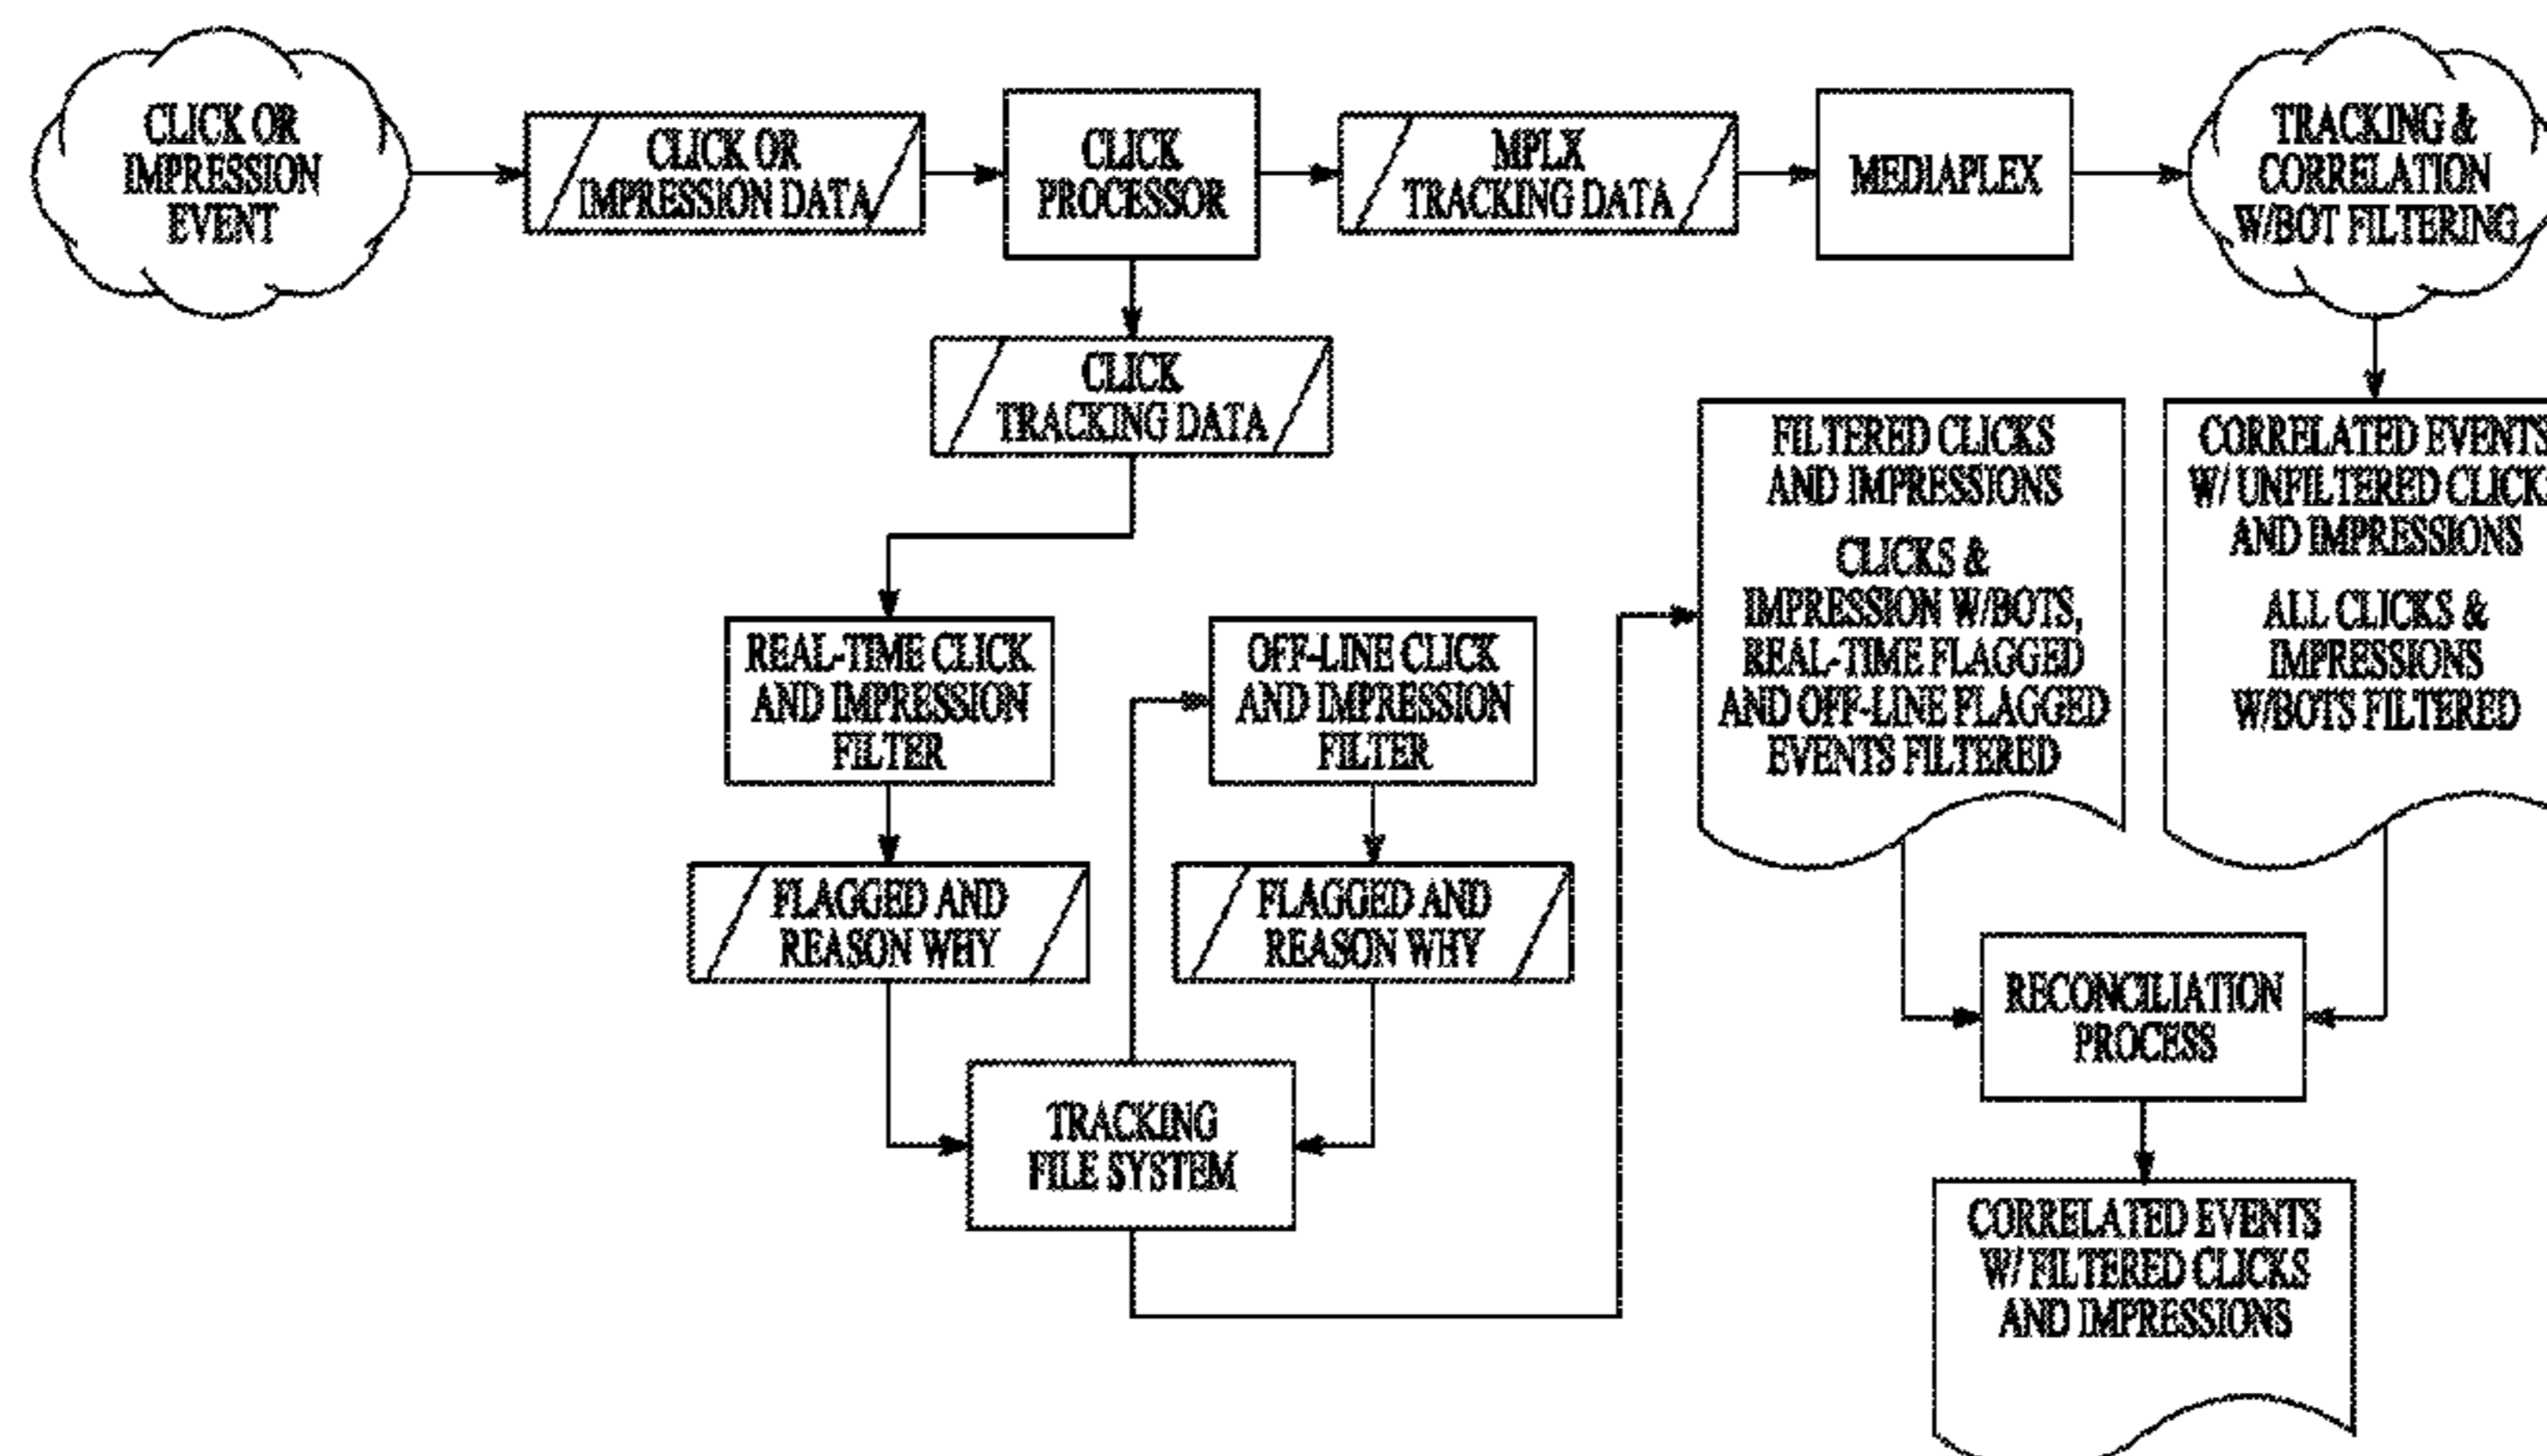 CLICK OR
IMPRESSION
EVENT
CLICK OR
IMPRESSION DATA
CLICK
PROCESSOR
MPLX
TRACKING DATA
MEDIAPLEX
TRACKING &
CORRELATION
W/BOT FILTERING
CLICK
TRACKING DATA
REAL-TIME CLICK
AND IMPRESSION
FILTER
OFF-LINE CLICK
AND IMPRESSION
FILTER
FLAGGED AND
REASON WHY
FLAGGED AND
REASON WHY
TRACKING
FILE SYSTEM
FILTERED CLICKS
AND IMPRESSIONS
CLICKS &
IMPRESSION W/BOTS,
REAL-TIME FLAGGED
AND OFF-LINE FLAGGED
EVENTS FILTERED
CORRELATED EVENTS
W/ UNFILTERED CLICKS
AND IMPRESSIONS
ALL CLICKS &
IMPRESSIONS
W/BOTS FILTERED
RECONCILIATION
PROCESS
CORRELATED EVENTS
W/ FILTERED CLICKS
AND IMPRESSIONS